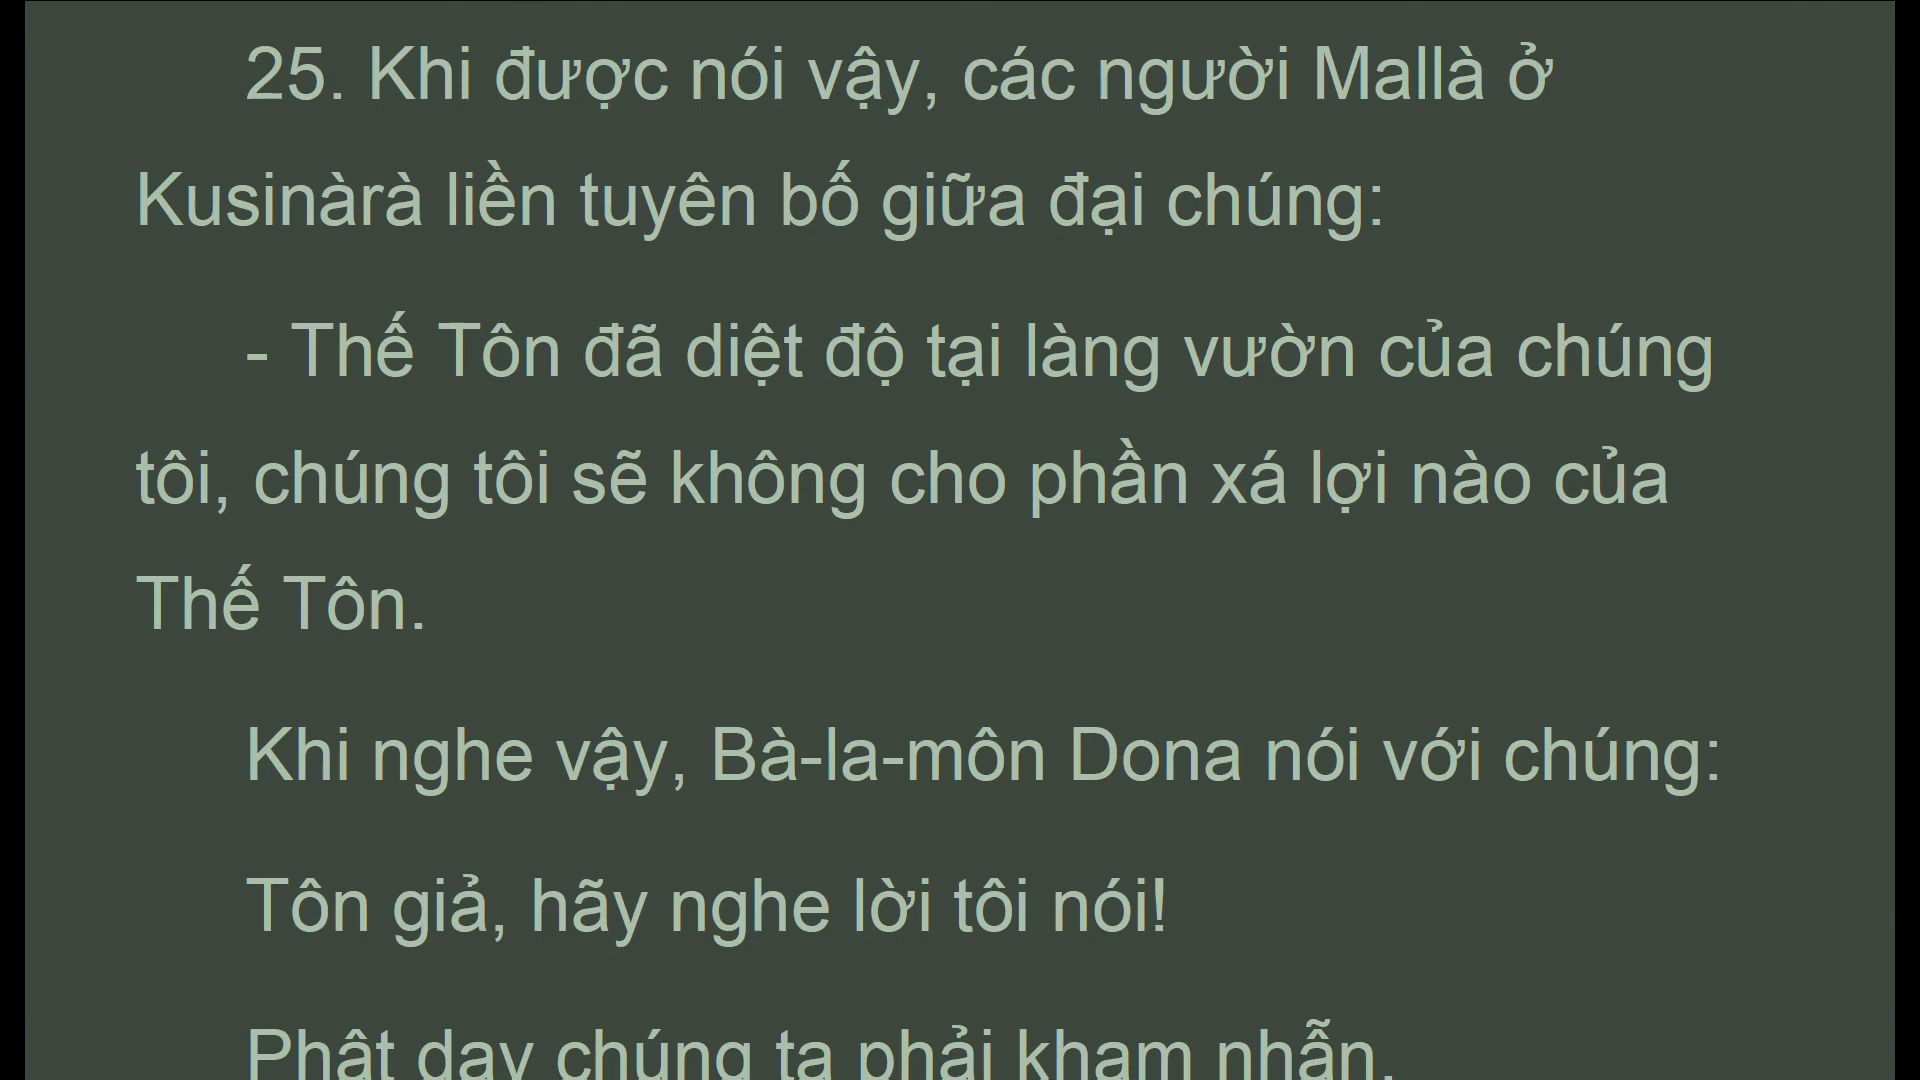 25. Khi được nói vậy, các người Mallà ở
Kusinàrà liền tuyên bố giữa đại chúng:
- Thế Tôn đã diệt độ tại làng vườn của chúng
tôi, chúng tôi sẽ không cho phần xá lợi nào của
Thế Tôn.
Khi nghe vậy, Bà-la-môn Dona nói với chúng:
Tôn giả, hãy nghe lời tôi nói!
Phật dạy chúng ta phải kham nhẫn.